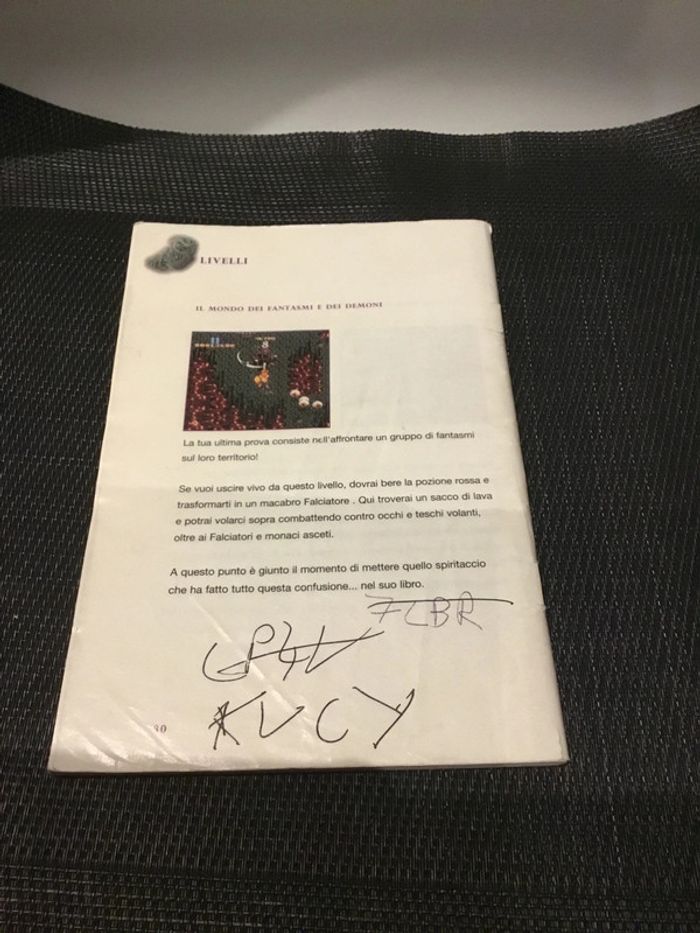 LIVELLI
IL MONDO DEI FANTASMI E DEI DEMONI
La tua ultima prova consiste nell'affrontare un gruppo di fantasmi
sul loro territorio!
Se vuoi uscire vivo da questo livello, dovrai bere la pozione rossa e
trasformarti in un macabro Falciatore . Qui troverai un sacco di lava
e potrai volarci sopra combattendo contro occhi e teschi volanti,
oltre ai Falciatori e monaci asceti.
A questo punto è giunto il momento di mettere quello spiritaccio
che ha fatto tutto questa confusione... nel suo libro.
7CBR
KVCY
30